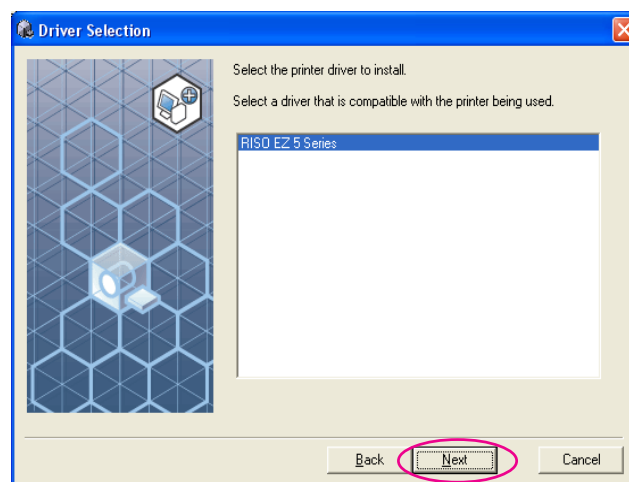 Driver Selection
Select the printer driver to install.
Select a driver that is compatible with the printer being used.
RISO EZ 5 Series
Back Next Cancel